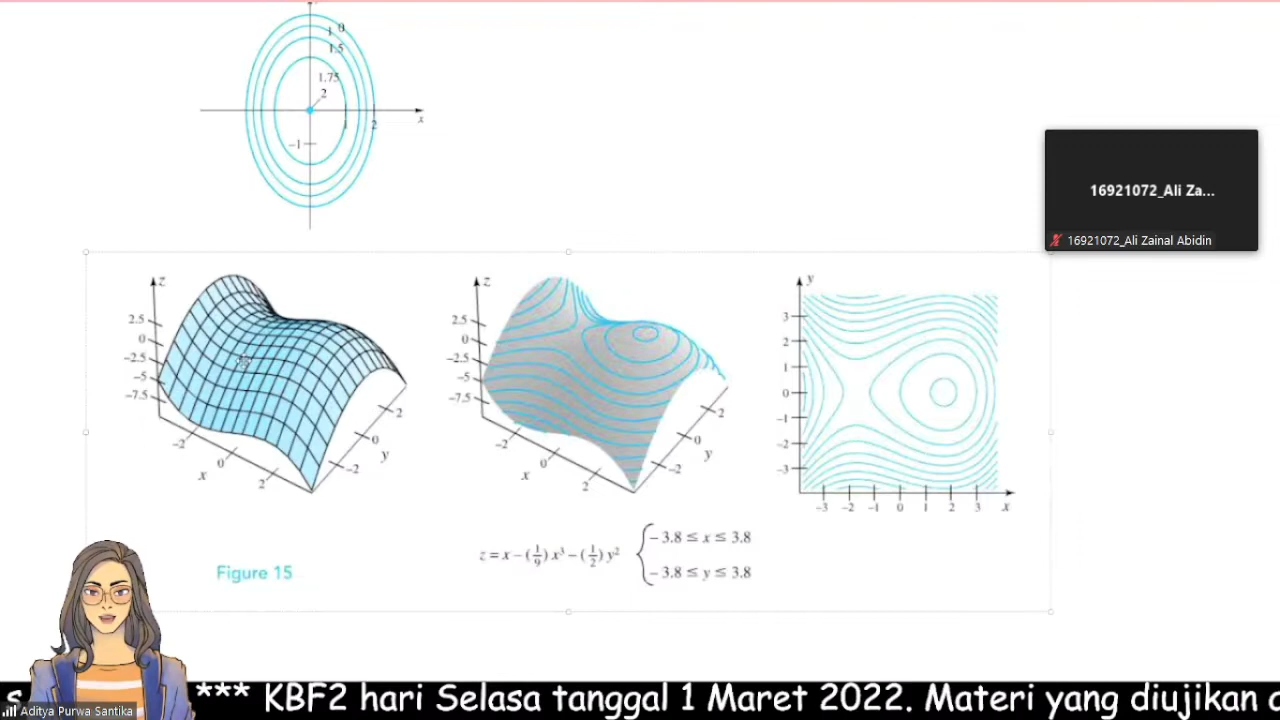 1 0
1.5
1.75
2
1
2
x
-1
16921072_Ali Za...
16921072_Ali Zainal Abidin
z
2.5
0
-2.5
-5
-7.5
-2
0
2
x
-2
0
2
y
z
2.5
0
-2.5
-5
-7.5
-2
0
2
x
-2
0
2
y
y
3
2
1
0
-1
-2
-3
-3 -2 -1 0 1 2 3 x
z = x - (1/9) x³ - (1/2) y²
-3.8 ≤ x ≤ 3.8
-3.8 ≤ y ≤ 3.8
Figure 15
*** KBF2 hari Selasa tanggal 1 Maret 2022. Materi yang diujikan
Aditya Purwa Santika